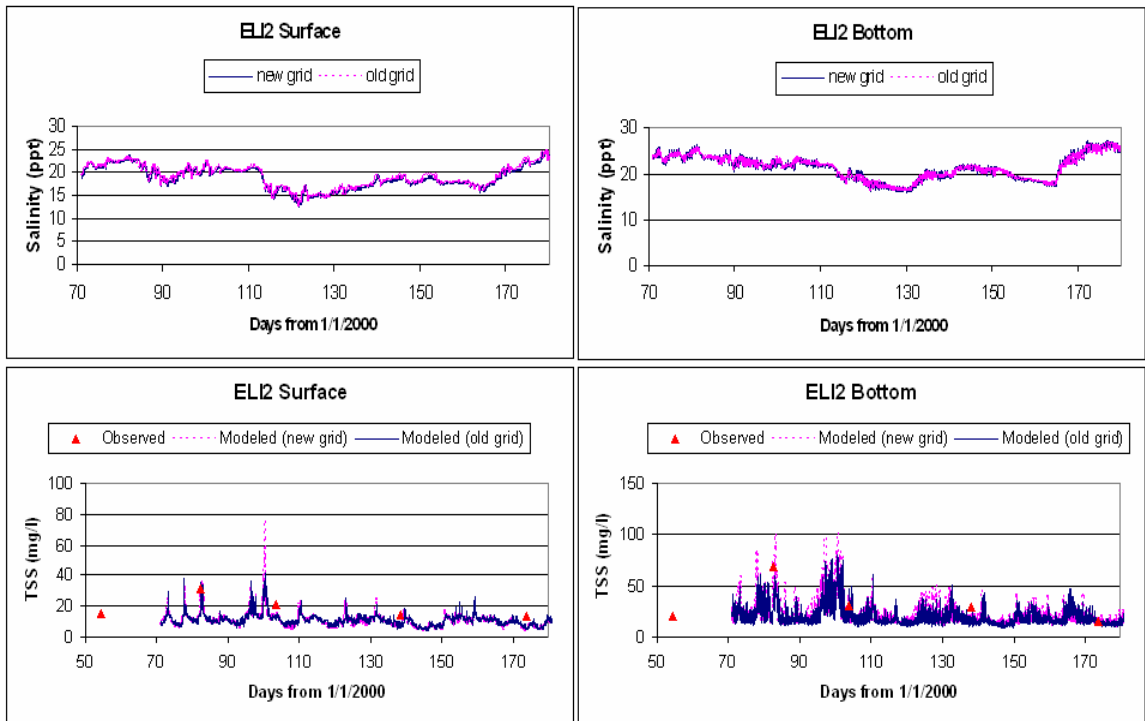 ELI2 Surface
new grid old grid
30
25
20
15
10
5
0
Salinity (ppt)
70 90 110 130 150 170
Days from 1/1/2000
ELI2 Bottom
new grid old grid
30
20
10
0
Salinity (ppt)
70 90 110 130 150 170
Days from 1/1/2000
ELI2 Surface
Observed Modeled (new grid) Modeled (old grid)
100
80
60
40
20
0
TSS (mg/l)
50 70 90 110 130 150 170
Days from 1/1/2000
ELI2 Bottom
Observed Modeled (new grid) Modeled (old grid)
150
100
50
0
TSS (mg/l)
50 70 90 110 130 150 170
Days from 1/1/2000